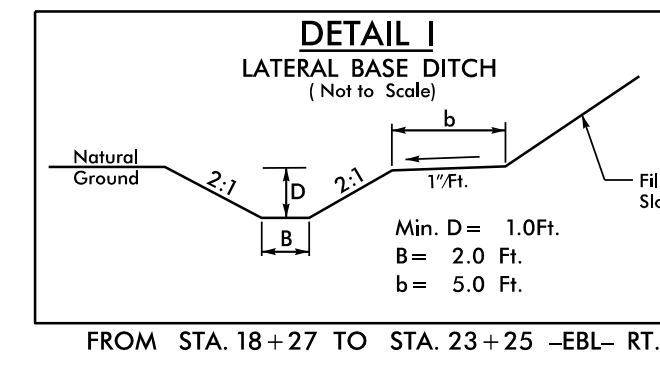 DETAIL I
LATERAL BASE DITCH
( Not to Scale)
b
Natural
Ground
2:1
D
2:1
1"/Ft.
B
Min. D = 1.0Ft.
B = 2.0 Ft.
b = 5.0 Ft.
FROM STA. 18+27 TO STA. 23+25 –EBL– RT.